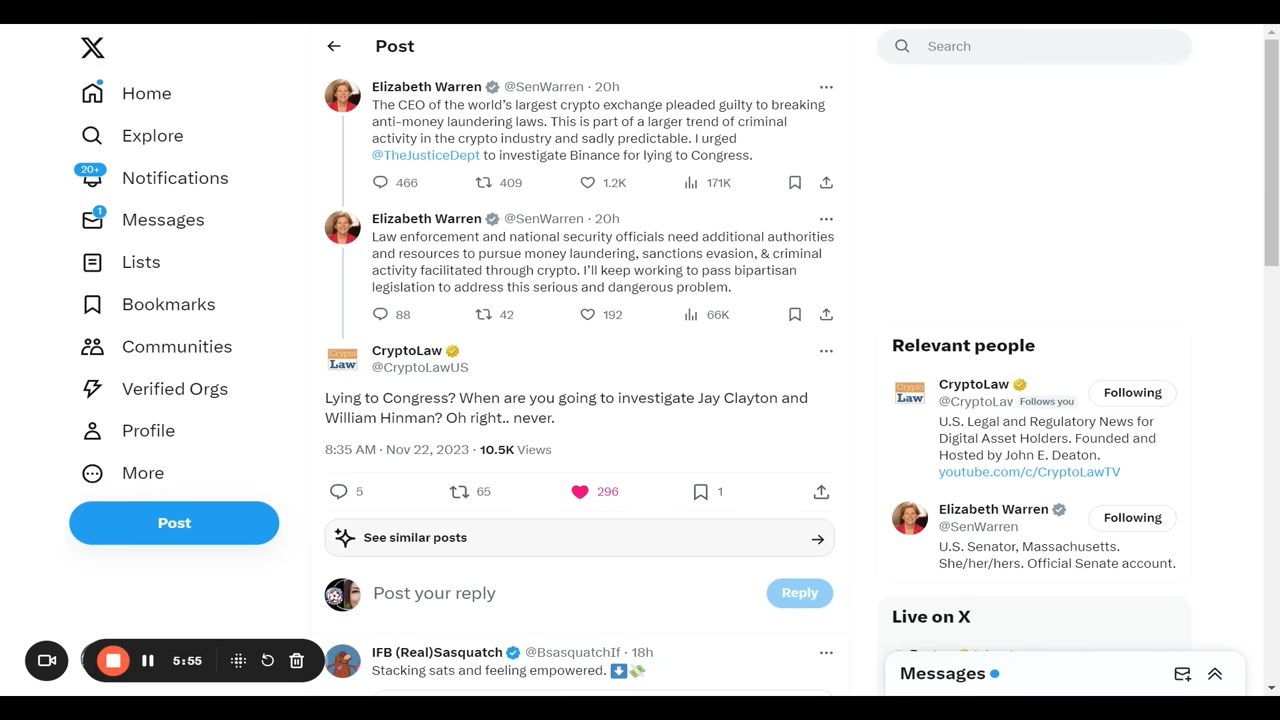 Post
Search
Home
Explore
20+
Notifications
1
Messages
Lists
Bookmarks
Communities
Verified Orgs
Profile
More
Post
Elizabeth Warren @SenWarren · 20h
The CEO of the world’s largest crypto exchange pleaded guilty to breaking
anti-money laundering laws. This is part of a larger trend of criminal
activity in the crypto industry and sadly predictable. I urged
@TheJusticeDept to investigate Binance for lying to Congress.
466 409 1.2K 171K
Elizabeth Warren @SenWarren · 20h
Law enforcement and national security officials need additional authorities
and resources to pursue money laundering, sanctions evasion, & criminal
activity facilitated through crypto. I’ll keep working to pass bipartisan
legislation to address this serious and dangerous problem.
88 42 192 66K
Crypto
Law
CryptoLaw
@CryptoLawUS
Lying to Congress? When are you going to investigate Jay Clayton and
William Hinman? Oh right.. never.
8:35 AM · Nov 22, 2023 · 10.5K Views
5 65 296 1
See similar posts
Post your reply
Reply
IFB (Real)Sasquatch @BsasquatchIf · 18h
Stacking sats and feeling empowered.
5:55
Relevant people
Crypto
Law
CryptoLaw
@CryptoLaw Follows you
Following
U.S. Legal and Regulatory News for
Digital Asset Holders. Founded and
Hosted by John E. Deaton.
youtube.com/c/CryptoLawTV
Elizabeth Warren
@SenWarren
Following
U.S. Senator, Massachusetts.
She/her/hers. Official Senate account.
Live on X
Messages